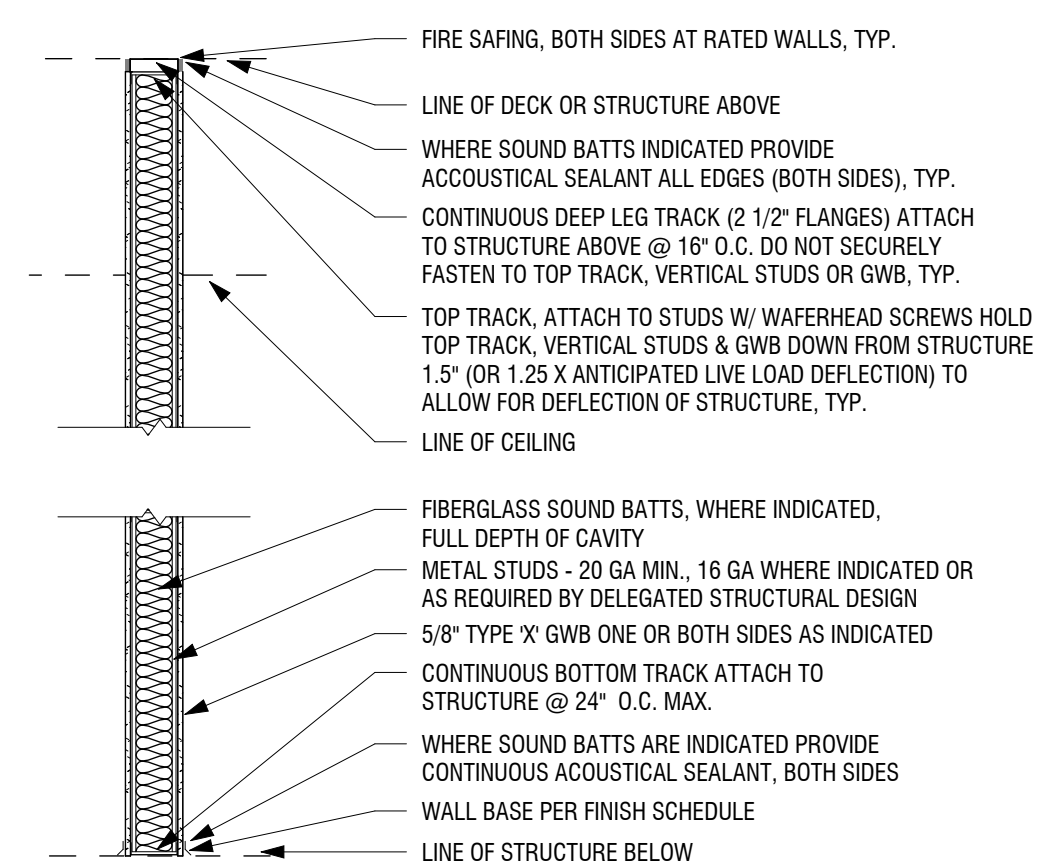 FIRE SAFING, BOTH SIDES AT RATED WALLS, TYP.
LINE OF DECK OR STRUCTURE ABOVE
WHERE SOUND BATTS INDICATED PROVIDE
ACCOUSTICAL SEALANT ALL EDGES (BOTH SIDES), TYP.
CONTINUOUS DEEP LEG TRACK (2 1/2" FLANGES) ATTACH
TO STRUCTURE ABOVE @ 16" O.C. DO NOT SECURELY
FASTEN TO TOP TRACK, VERTICAL STUDS OR GWB, TYP.
TOP TRACK, ATTACH TO STUDS W/ WAFERHEAD SCREWS HOLD
TOP TRACK, VERTICAL STUDS & GWB DOWN FROM STRUCTURE
1.5" (OR 1.25 X ANTICIPATED LIVE LOAD DEFLECTION) TO
ALLOW FOR DEFLECTION OF STRUCTURE, TYP.
LINE OF CEILING
FIBERGLASS SOUND BATTS, WHERE INDICATED,
FULL DEPTH OF CAVITY
METAL STUDS - 20 GA MIN., 16 GA WHERE INDICATED OR
AS REQUIRED BY DELEGATED STRUCTURAL DESIGN
5/8" TYPE 'X' GWB ONE OR BOTH SIDES AS INDICATED
CONTINUOUS BOTTOM TRACK ATTACH TO
STRUCTURE @ 24" O.C. MAX.
WHERE SOUND BATTS ARE INDICATED PROVIDE
CONTINUOUS ACOUSTICAL SEALANT, BOTH SIDES
WALL BASE PER FINISH SCHEDULE
LINE OF STRUCTURE BELOW